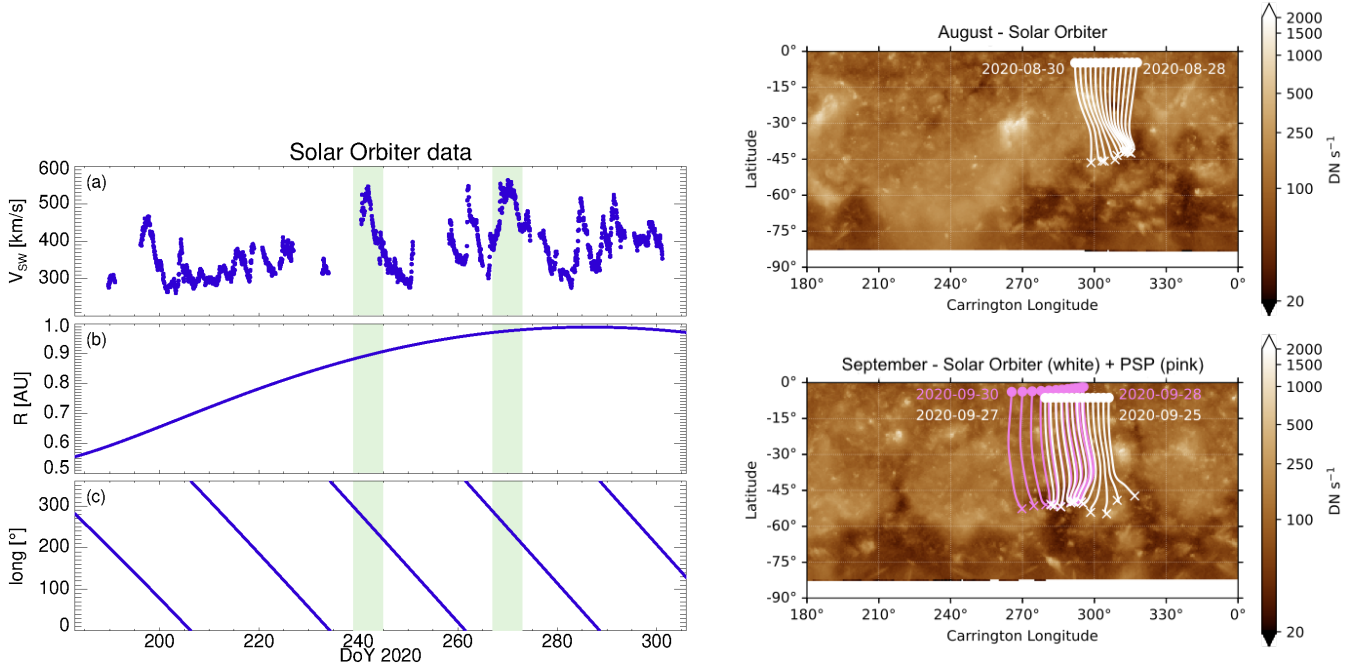 Solar Orbiter data
(a)
V_SW [km/s]
600
500
400
300
(b)
R [AU]
1.0
0.9
0.8
0.7
0.6
0.5
(c)
long [°]
300
200
100
0
200 220 240 260 280 300
DoY 2020
August - Solar Orbiter
2020-08-30 2020-08-28
Latitude
0°
-15°
-30°
-45°
-60°
-75°
-90°
180° 210° 240° 270° 300° 330° 0°
Carrington Longitude
2000
1500
1000
500
250
100
20
DN s⁻¹
September - Solar Orbiter (white) + PSP (pink)
2020-09-30 2020-09-28
2020-09-27 2020-09-25
Latitude
0°
-15°
-30°
-45°
-60°
-75°
-90°
180° 210° 240° 270° 300° 330° 0°
Carrington Longitude
2000
1500
1000
500
250
100
20
DN s⁻¹